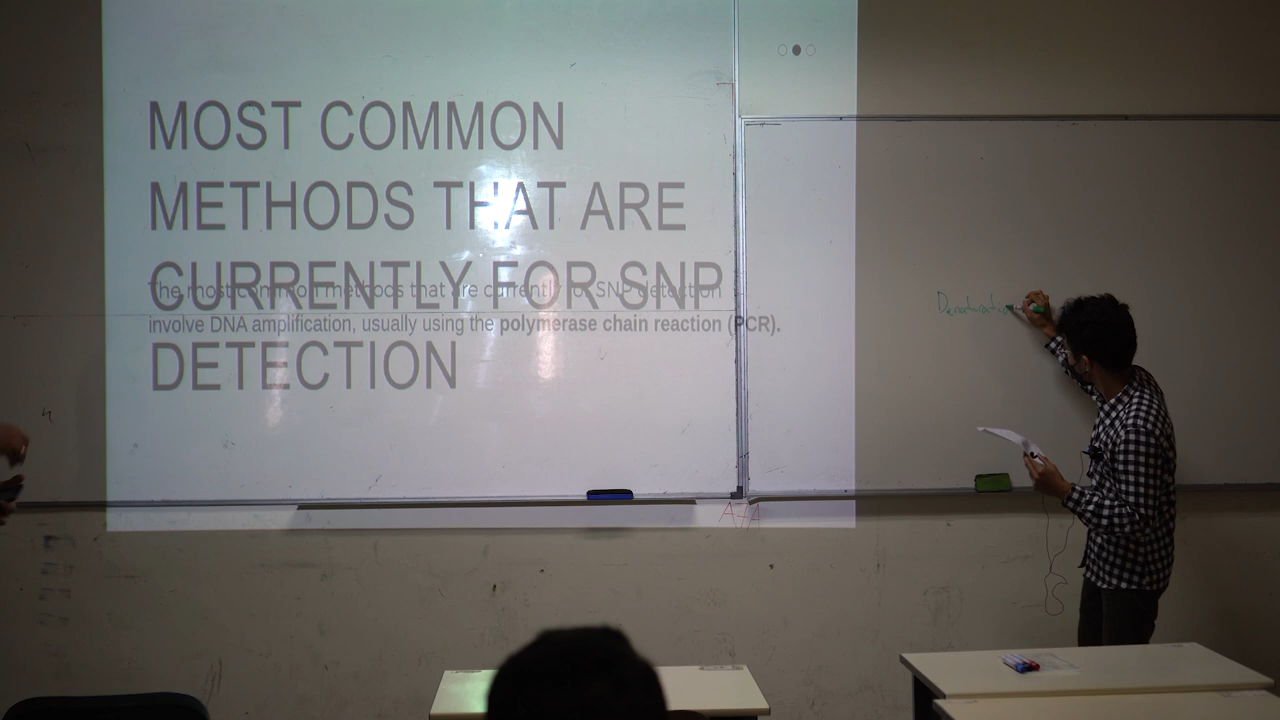 MOST COMMON
METHODS THAT ARE
CURRENTLY FOR SNP
DETECTION
The most common methods that are currently for SNP detection
involve DNA amplification, usually using the polymerase chain reaction (PCR).